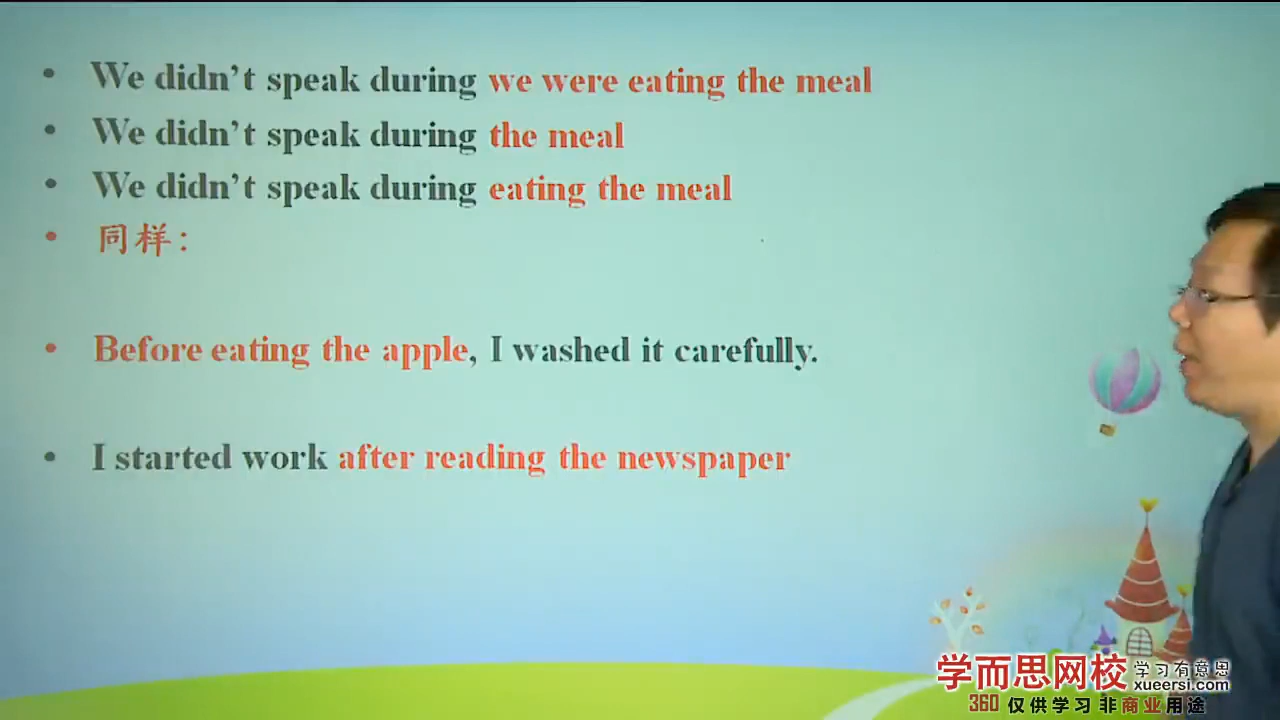 We didn't speak during we were eating the meal
We didn't speak during the meal
We didn't speak during eating the meal
同样：
Before eating the apple, I washed it carefully.
I started work after reading the newspaper
学而思网校 学习有意思
xueersi.com
360 仅供学习 非商业用途